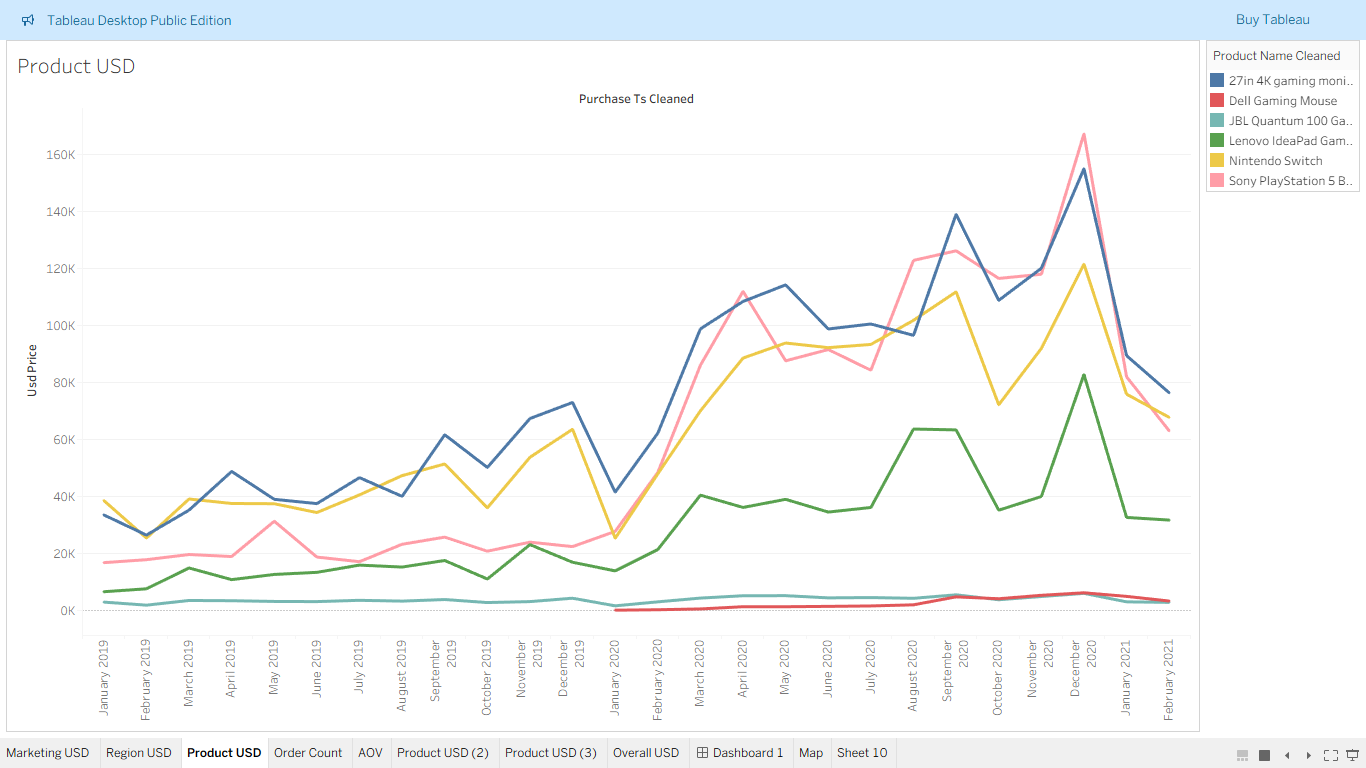 Tableau Desktop Public Edition
Buy Tableau
Product USD
Purchase Ts Cleaned
160K
140K
120K
100K
80K
60K
40K
20K
0K
Usd Price
January 2019
February 2019
March 2019
April 2019
May 2019
June 2019
July 2019
August 2019
September
2019
October 2019
November
2019
December
2019
January 2020
February 2020
March 2020
April 2020
May 2020
June 2020
July 2020
August 2020
September
2020
October 2020
November
2020
December
2020
January 2021
February 2021
Product Name Cleaned
27in 4K gaming moni..
Dell Gaming Mouse
JBL Quantum 100 Ga..
Lenovo IdeaPad Gam..
Nintendo Switch
Sony PlayStation 5 B..
Marketing USD
Region USD
Product USD
Order Count
AOV
Product USD (2)
Product USD (3)
Overall USD
Dashboard 1
Map
Sheet 10